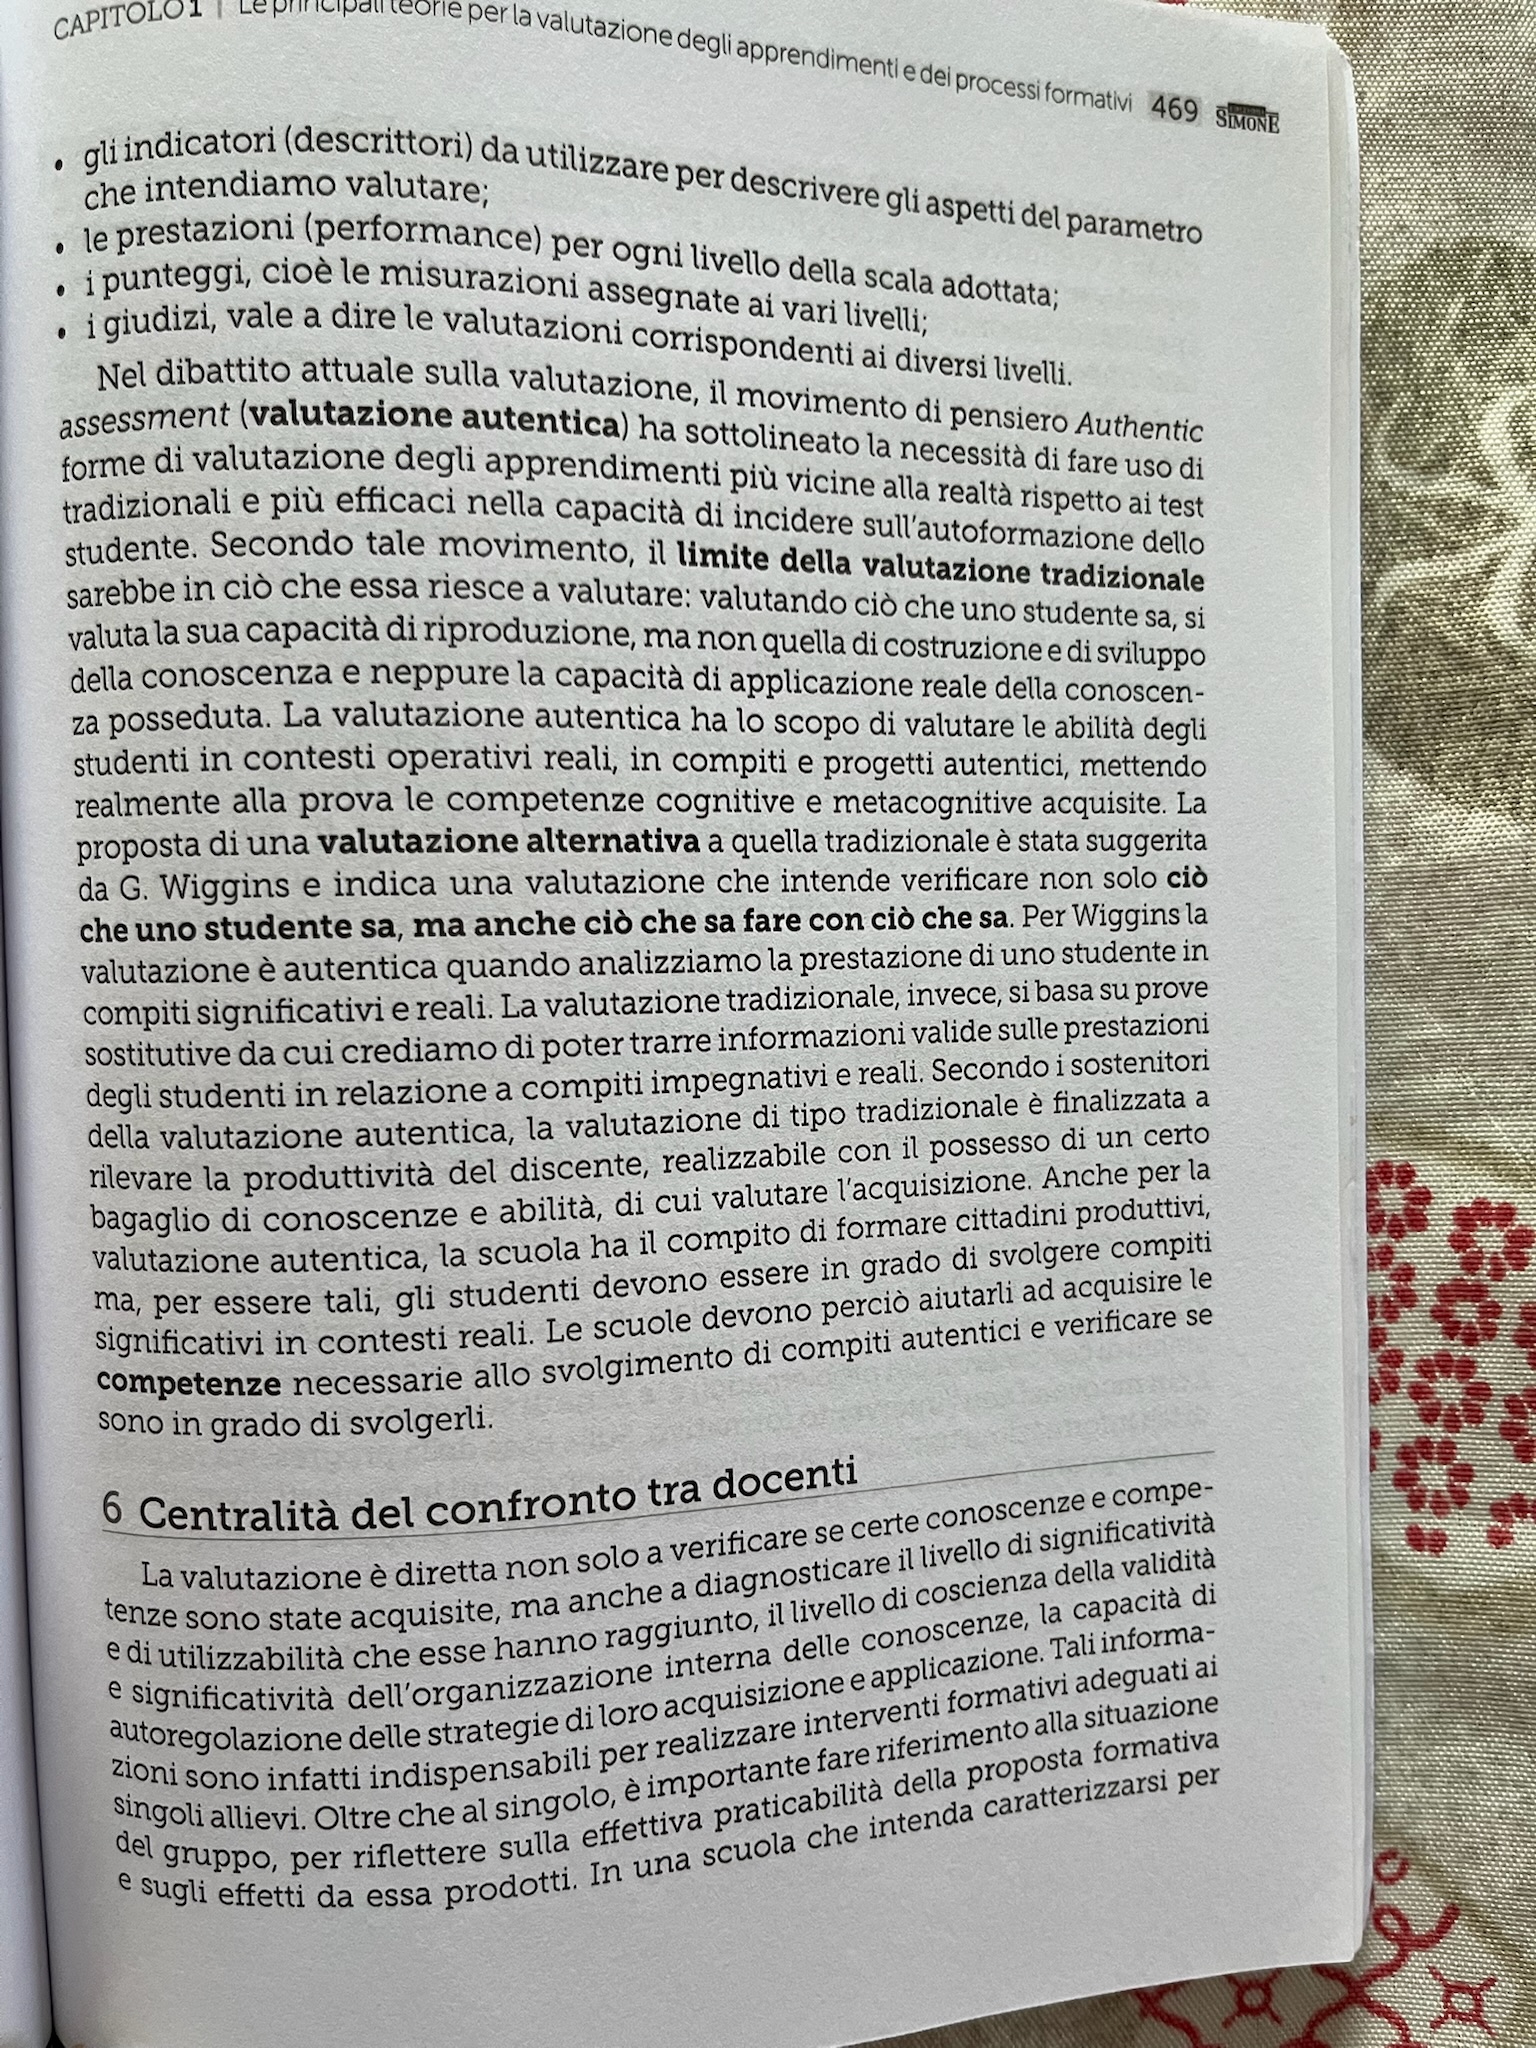 CAPITOLO 1 | Le principali teorie per la valutazione degli apprendimenti e dei processi formativi 469 SIMONE
• gli indicatori (descrittori) da utilizzare per descrivere gli aspetti del parametro
che intendiamo valutare;
• le prestazioni (performance) per ogni livello della scala adottata;
• i punteggi, cioè le misurazioni assegnate ai vari livelli;
• i giudizi, vale a dire le valutazioni corrispondenti ai diversi livelli.
Nel dibattito attuale sulla valutazione, il movimento di pensiero Authentic
assessment (valutazione autentica) ha sottolineato la necessità di fare uso di
forme di valutazione degli apprendimenti più vicine alla realtà rispetto ai test
tradizionali e più efficaci nella capacità di incidere sull'autoformazione dello
studente. Secondo tale movimento, il limite della valutazione tradizionale
sarebbe in ciò che essa riesce a valutare: valutando ciò che uno studente sa, si
valuta la sua capacità di riproduzione, ma non quella di costruzione e di sviluppo
della conoscenza e neppure la capacità di applicazione reale della conoscen-
za posseduta. La valutazione autentica ha lo scopo di valutare le abilità degli
studenti in contesti operativi reali, in compiti e progetti autentici, mettendo
realmente alla prova le competenze cognitive e metacognitive acquisite. La
proposta di una valutazione alternativa a quella tradizionale è stata suggerita
da G. Wiggins e indica una valutazione che intende verificare non solo ciò
che uno studente sa, ma anche ciò che sa fare con ciò che sa. Per Wiggins la
valutazione è autentica quando analizziamo la prestazione di uno studente in
compiti significativi e reali. La valutazione tradizionale, invece, si basa su prove
sostitutive da cui crediamo di poter trarre informazioni valide sulle prestazioni
degli studenti in relazione a compiti impegnativi e reali. Secondo i sostenitori
della valutazione autentica, la valutazione di tipo tradizionale è finalizzata a
rilevare la produttività del discente, realizzabile con il possesso di un certo
bagaglio di conoscenze e abilità, di cui valutare l'acquisizione. Anche per la
valutazione autentica, la scuola ha il compito di formare cittadini produttivi,
ma, per essere tali, gli studenti devono essere in grado di svolgere compiti
significativi in contesti reali. Le scuole devono perciò aiutarli ad acquisire le
competenze necessarie allo svolgimento di compiti autentici e verificare se
sono in grado di svolgerli.
6 Centralità del confronto tra docenti
La valutazione è diretta non solo a verificare se certe conoscenze e compe-
tenze sono state acquisite, ma anche a diagnosticare il livello di significatività
e di utilizzabilità che esse hanno raggiunto, il livello di coscienza della validità
e significatività dell'organizzazione interna delle conoscenze, la capacità di
autoregolazione delle strategie di loro acquisizione e applicazione. Tali informa-
zioni sono infatti indispensabili per realizzare interventi formativi adeguati ai
singoli allievi. Oltre che al singolo, è importante fare riferimento alla situazione
del gruppo, per riflettere sulla effettiva praticabilità della proposta formativa
e sugli effetti da essa prodotti. In una scuola che intenda caratterizzarsi per